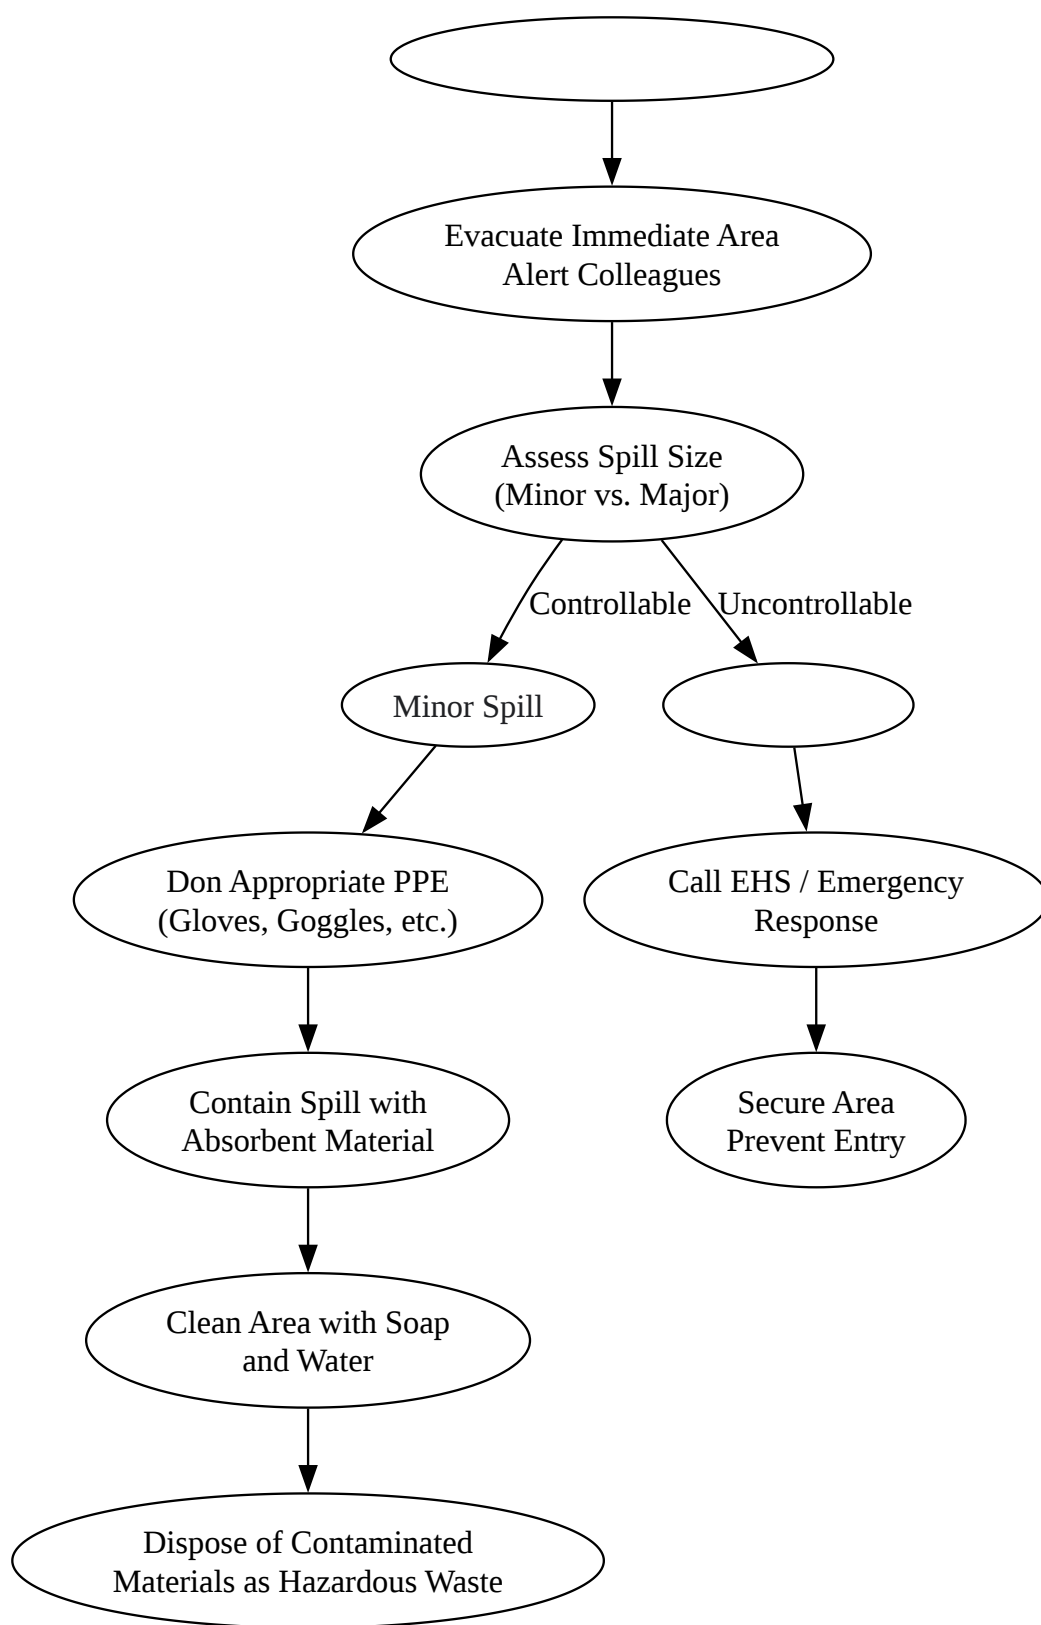 Evacuate Immediate Area
Alert Colleagues
Assess Spill Size
(Minor vs. Major)
Controllable
Uncontrollable
Minor Spill
Don Appropriate PPE
(Gloves, Goggles, etc.)
Call EHS / Emergency
Response
Contain Spill with
Absorbent Material
Secure Area
Prevent Entry
Clean Area with Soap
and Water
Dispose of Contaminated
Materials as Hazardous Waste